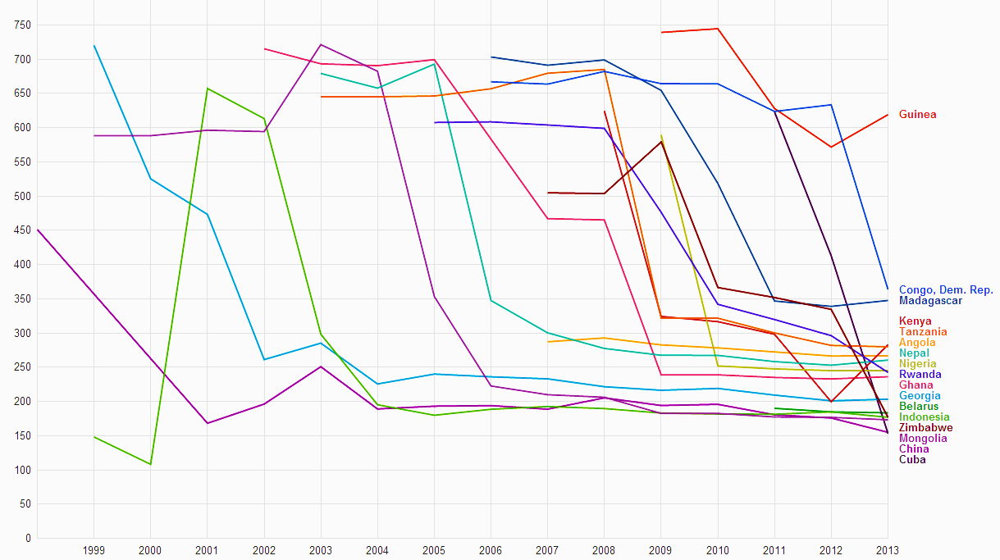 750
700
650
600
550
500
450
400
350
300
250
200
150
100
50
0
1999 2000 2001 2002 2003 2004 2005 2006 2007 2008 2009 2010 2011 2012 2013
Guinea
Congo, Dem. Rep.
Madagascar
Kenya
Tanzania
Angola
Nepal
Nigeria
Rwanda
Ghana
Georgia
Belarus
Indonesia
Zimbabwe
Mongolia
China
Cuba